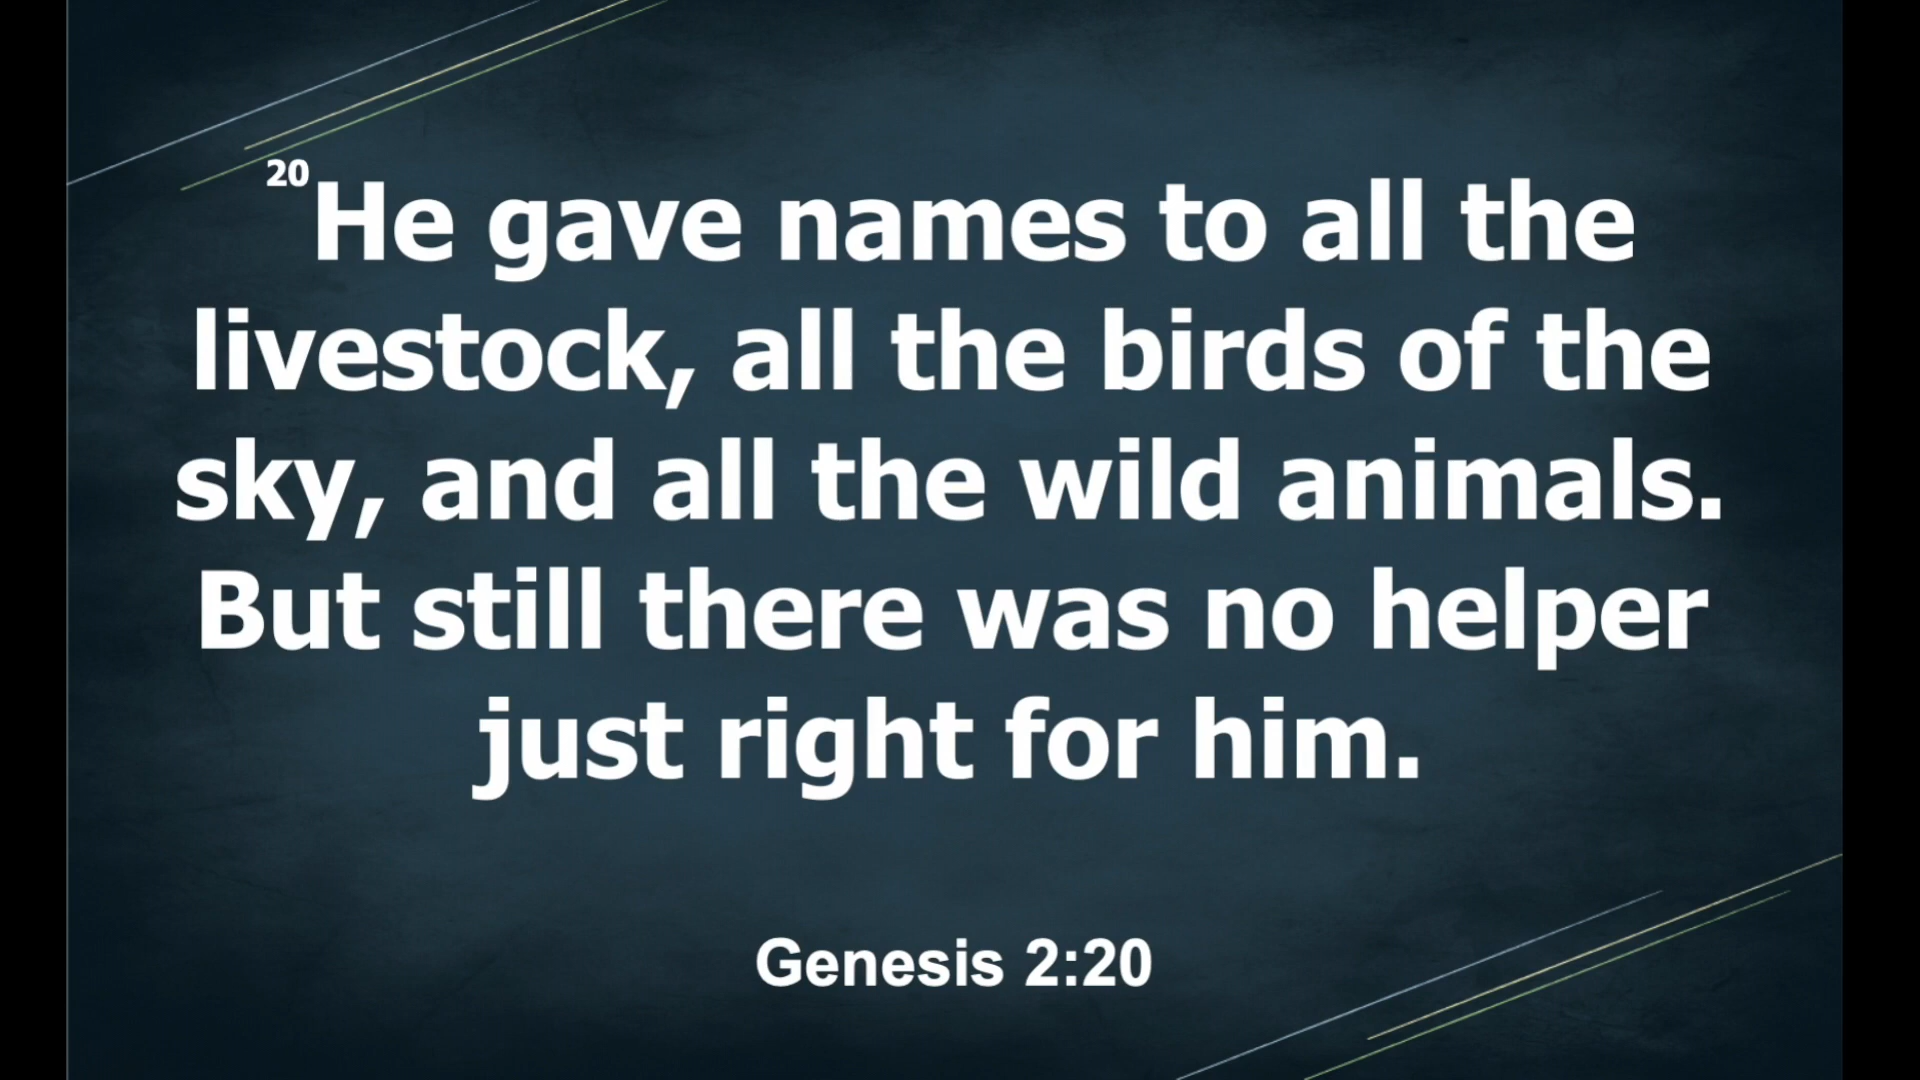 20 He gave names to all the
livestock, all the birds of the
sky, and all the wild animals.
But still there was no helper
just right for him.
Genesis 2:20